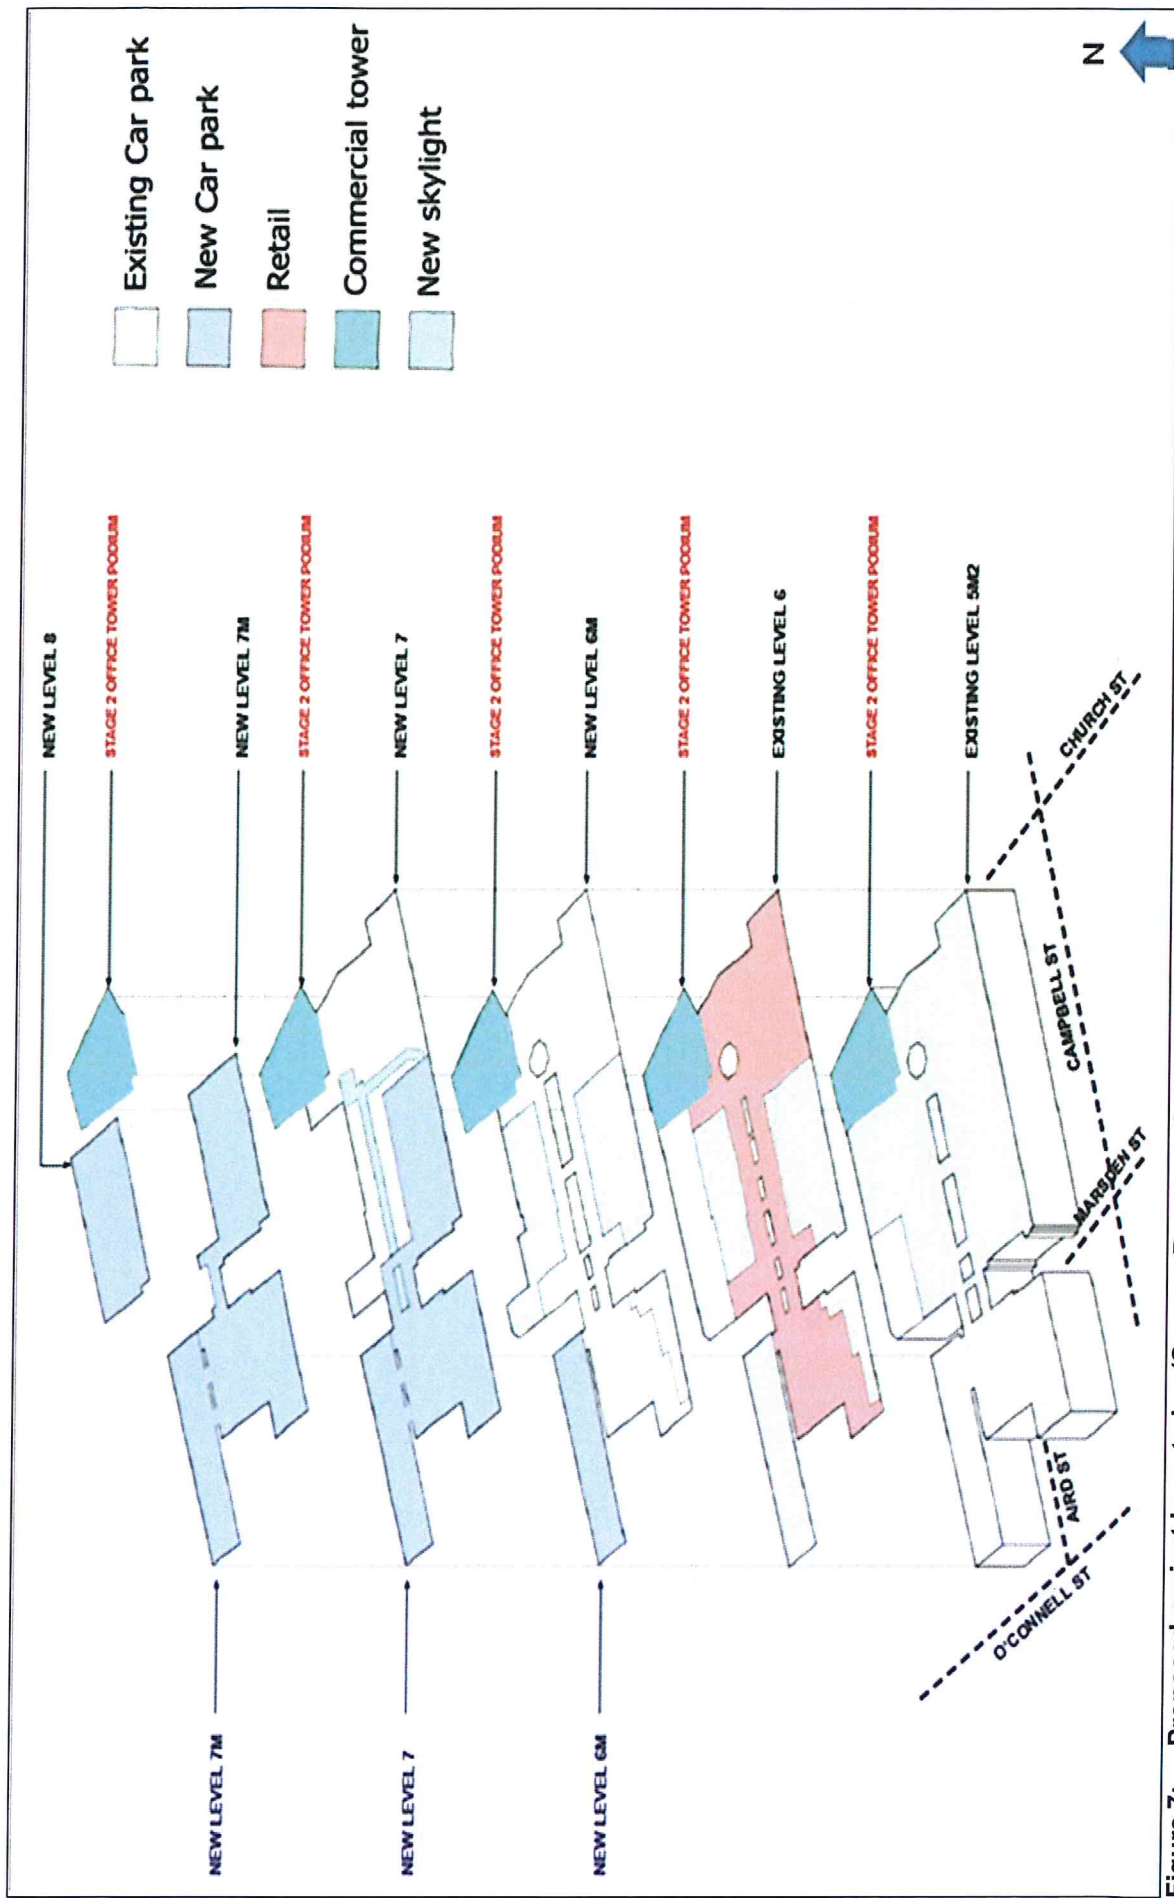 Existing Car park
New Car park
Retail
Commercial tower
New skylight
N
NEW LEVEL 8
STAGE 2 OFFICE TOWER PODIUM
NEW LEVEL 7M
STAGE 2 OFFICE TOWER PODIUM
NEW LEVEL 7
STAGE 2 OFFICE TOWER PODIUM
NEW LEVEL 6M
STAGE 2 OFFICE TOWER PODIUM
EXISTING LEVEL 6
STAGE 2 OFFICE TOWER PODIUM
EXISTING LEVEL 5M2
NEW LEVEL 7M
NEW LEVEL 7
NEW LEVEL 6M
CHURCH ST
CAMPBELL ST
MARSDEN ST
AIRD ST
O'CONNELL ST
Figure 7: